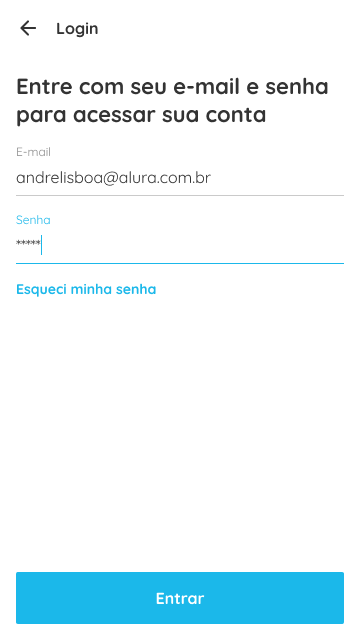 Login
Entre com seu e-mail e senha
para acessar sua conta
E-mail
andrelisboa@alura.com.br
Senha
*****
Esqueci minha senha
Entrar